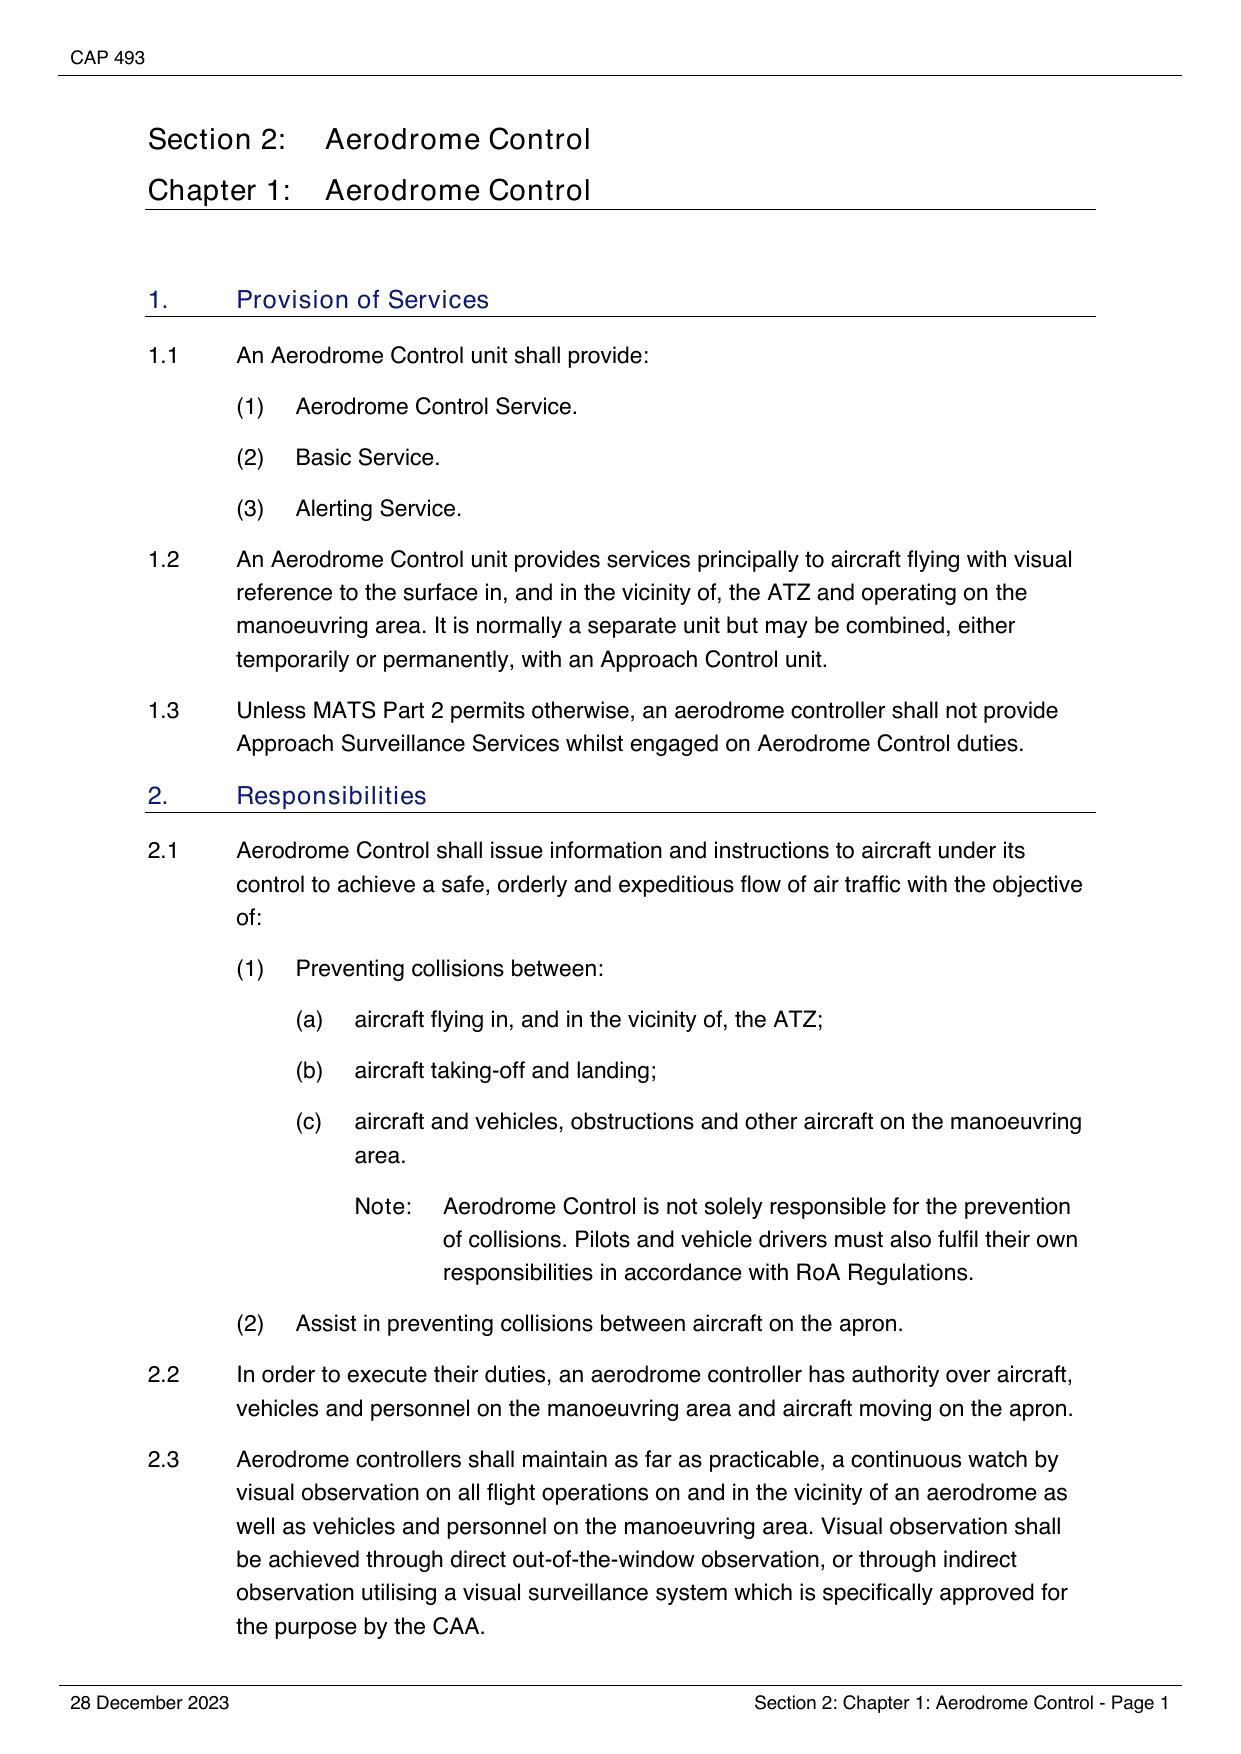 CAP 493
Section 2: Aerodrome Control
Chapter 1: Aerodrome Control
1. Provision of Services
1.1 An Aerodrome Control unit shall provide:
(1) Aerodrome Control Service.
(2) Basic Service.
(3) Alerting Service.
1.2 An Aerodrome Control unit provides services principally to aircraft flying with visual
reference to the surface in, and in the vicinity of, the ATZ and operating on the
manoeuvring area. It is normally a separate unit but may be combined, either
temporarily or permanently, with an Approach Control unit.
1.3 Unless MATS Part 2 permits otherwise, an aerodrome controller shall not provide
Approach Surveillance Services whilst engaged on Aerodrome Control duties.
2. Responsibilities
2.1 Aerodrome Control shall issue information and instructions to aircraft under its
control to achieve a safe, orderly and expeditious flow of air traffic with the objective
of:
(1) Preventing collisions between:
(a) aircraft flying in, and in the vicinity of, the ATZ;
(b) aircraft taking-off and landing;
(c) aircraft and vehicles, obstructions and other aircraft on the manoeuvring
area.
Note: Aerodrome Control is not solely responsible for the prevention
of collisions. Pilots and vehicle drivers must also fulfil their own
responsibilities in accordance with RoA Regulations.
(2) Assist in preventing collisions between aircraft on the apron.
2.2 In order to execute their duties, an aerodrome controller has authority over aircraft,
vehicles and personnel on the manoeuvring area and aircraft moving on the apron.
2.3 Aerodrome controllers shall maintain as far as practicable, a continuous watch by
visual observation on all flight operations on and in the vicinity of an aerodrome as
well as vehicles and personnel on the manoeuvring area. Visual observation shall
be achieved through direct out-of-the-window observation, or through indirect
observation utilising a visual surveillance system which is specifically approved for
the purpose by the CAA.
28 December 2023 Section 2: Chapter 1: Aerodrome Control - Page 1